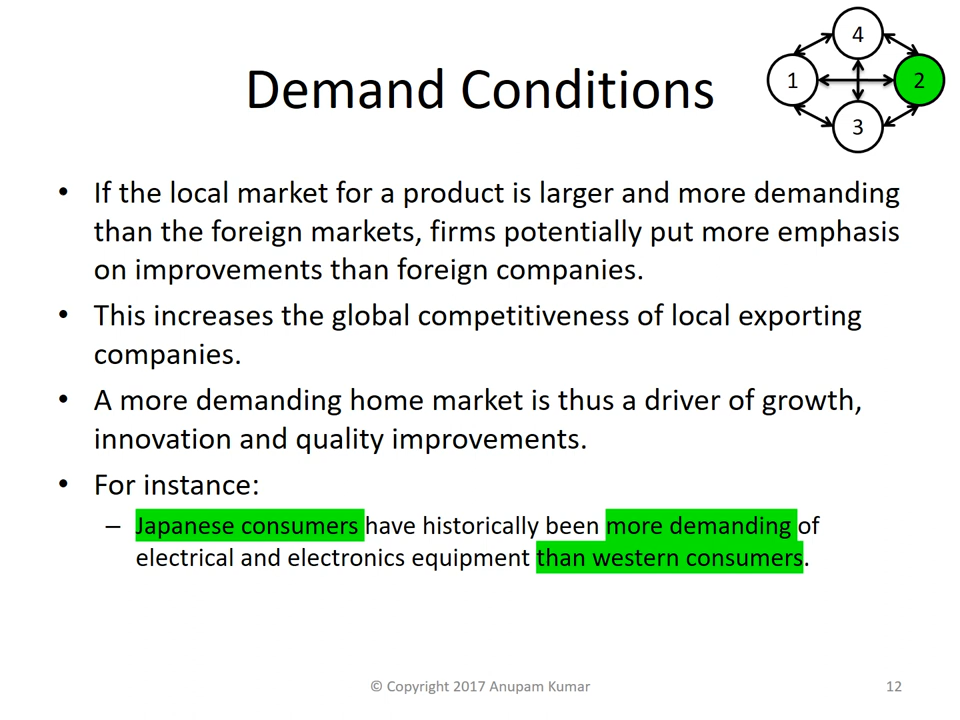 Demand Conditions
4
1
2
3
• If the local market for a product is larger and more demanding
than the foreign markets, firms potentially put more emphasis
on improvements than foreign companies.
• This increases the global competitiveness of local exporting
companies.
• A more demanding home market is thus a driver of growth,
innovation and quality improvements.
• For instance:
– Japanese consumers have historically been more demanding of
electrical and electronics equipment than western consumers.
© Copyright 2017 Anupam Kumar
12